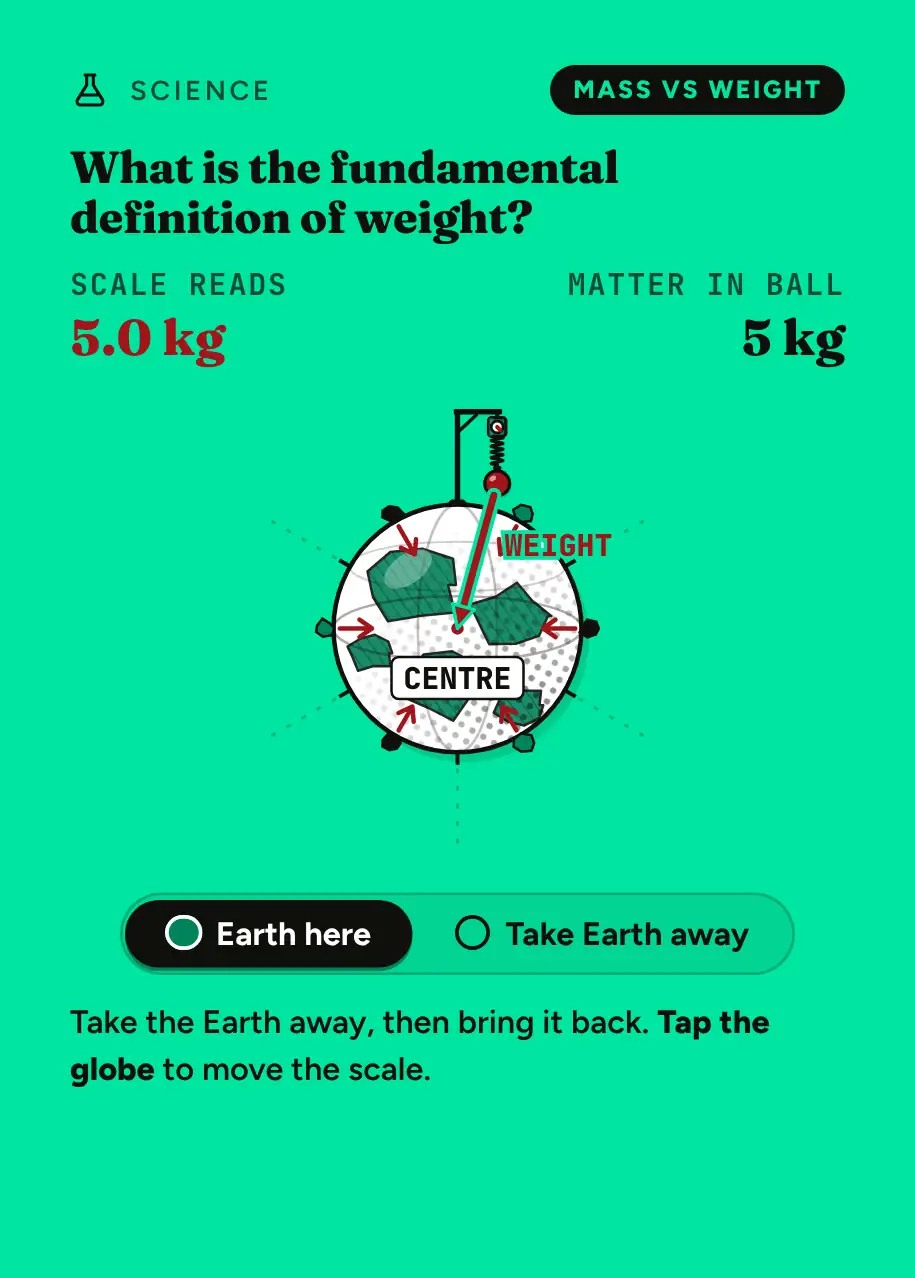 SCIENCE
MASS VS WEIGHT
What is the fundamental
definition of weight?
SCALE READS
MATTER IN BALL
5.0 kg
5 kg
WEIGHT
CENTRE
Earth here
Take Earth away
Take the Earth away, then bring it back. Tap the
globe to move the scale.